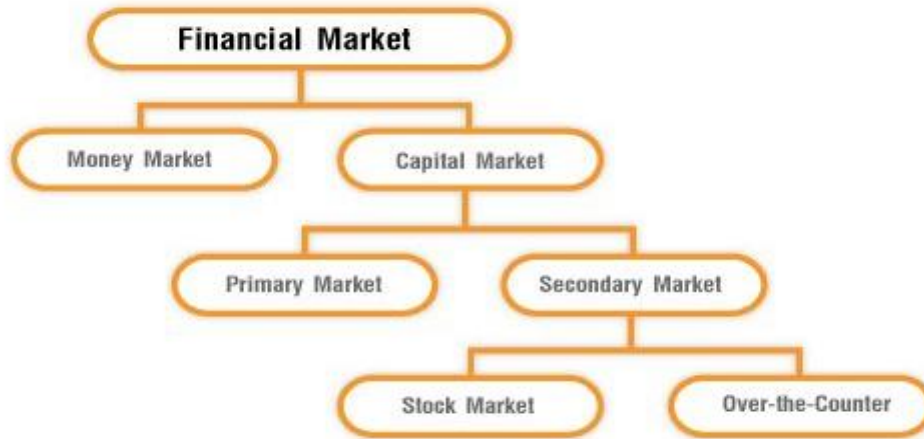 Financial Market
Money Market
Capital Market
Primary Market
Secondary Market
Stock Market
Over-the-Counter